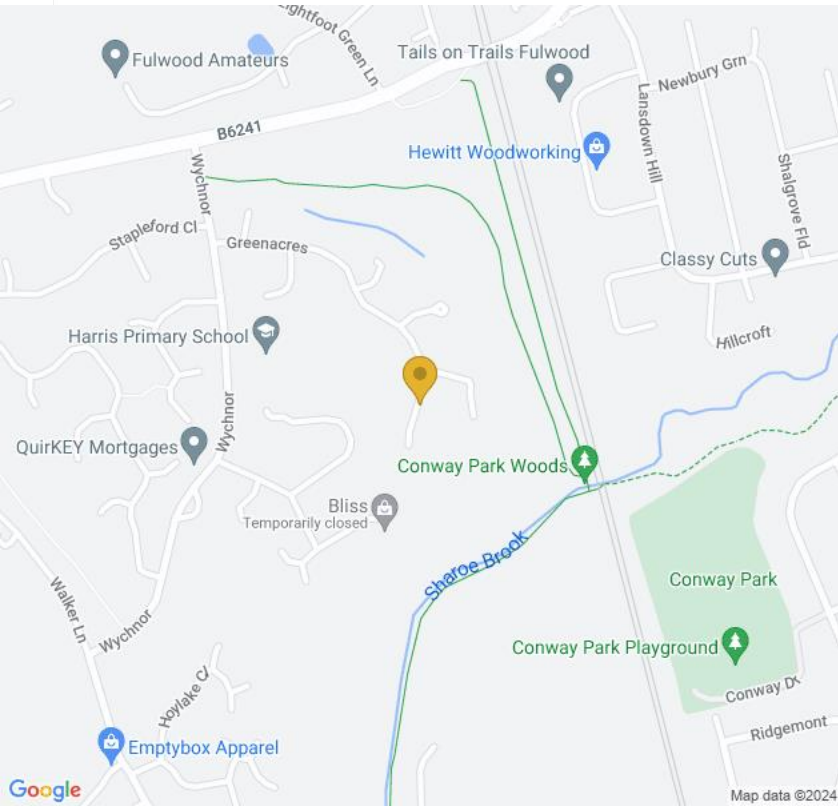 ightfoot Green Ln
Fulwood Amateurs
Tails on Trails Fulwood
Newbury Grn
Lansdown Hill
B6241
Hewitt Woodworking
Wychnor
Shalgrove Fld
Stapleford Cl
Greenacres
Classy Cuts
Harris Primary School
Hillcroft
Wychnor
QuirKEY Mortgages
Conway Park Woods
Bliss
Temporarily closed
Sharoe Brook
Conway Park
Walker Ln
Wychnor
Conway Park Playground
Hoylake Cl
Conway Dr
Ridgemont
Emptybox Apparel
Google
Map data ©2024